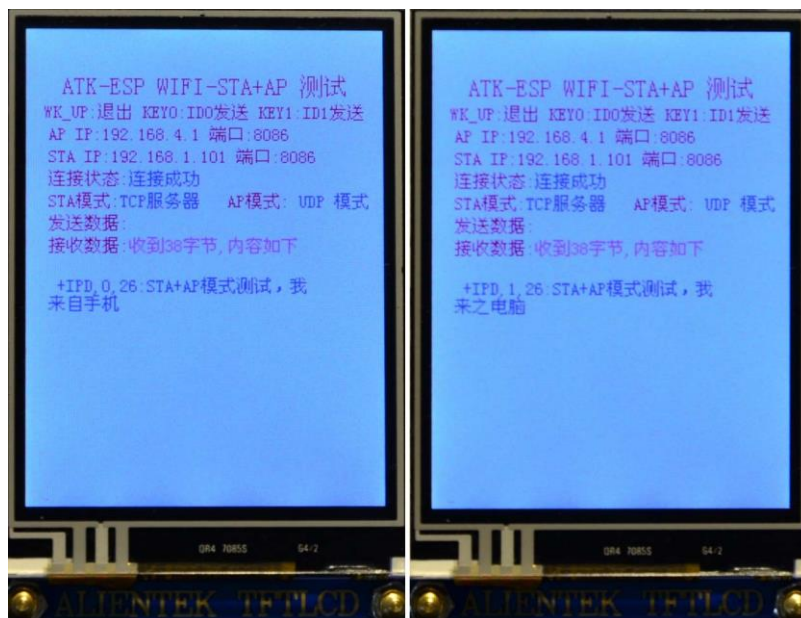 ATK-ESP WIFI-STA+AP 测试
WK_UP:退出 KEY0:ID0发送 KEY1:ID1发送
AP IP:192.168.4.1 端口:8086
STA IP:192.168.1.101 端口:8086
连接状态:连接成功
STA模式:TCP服务器 AP模式: UDP 模式
发送数据:
接收数据:收到38字节,内容如下
+IPD,0,26:STA+AP模式测试，我
来自手机
QR4 7085S G4/2
ALIENTEK TFTLCD
ATK-ESP WIFI-STA+AP 测试
WK_UP:退出 KEY0:ID0发送 KEY1:ID1发送
AP IP:192.168.4.1 端口:8086
STA IP:192.168.1.101 端口:8086
连接状态:连接成功
STA模式:TCP服务器 AP模式: UDP 模式
发送数据:
接收数据:收到38字节,内容如下
+IPD,1,26:STA+AP模式测试，我
来之电脑
QR4 7085S G4/2
ALIENTEK TFTLCD